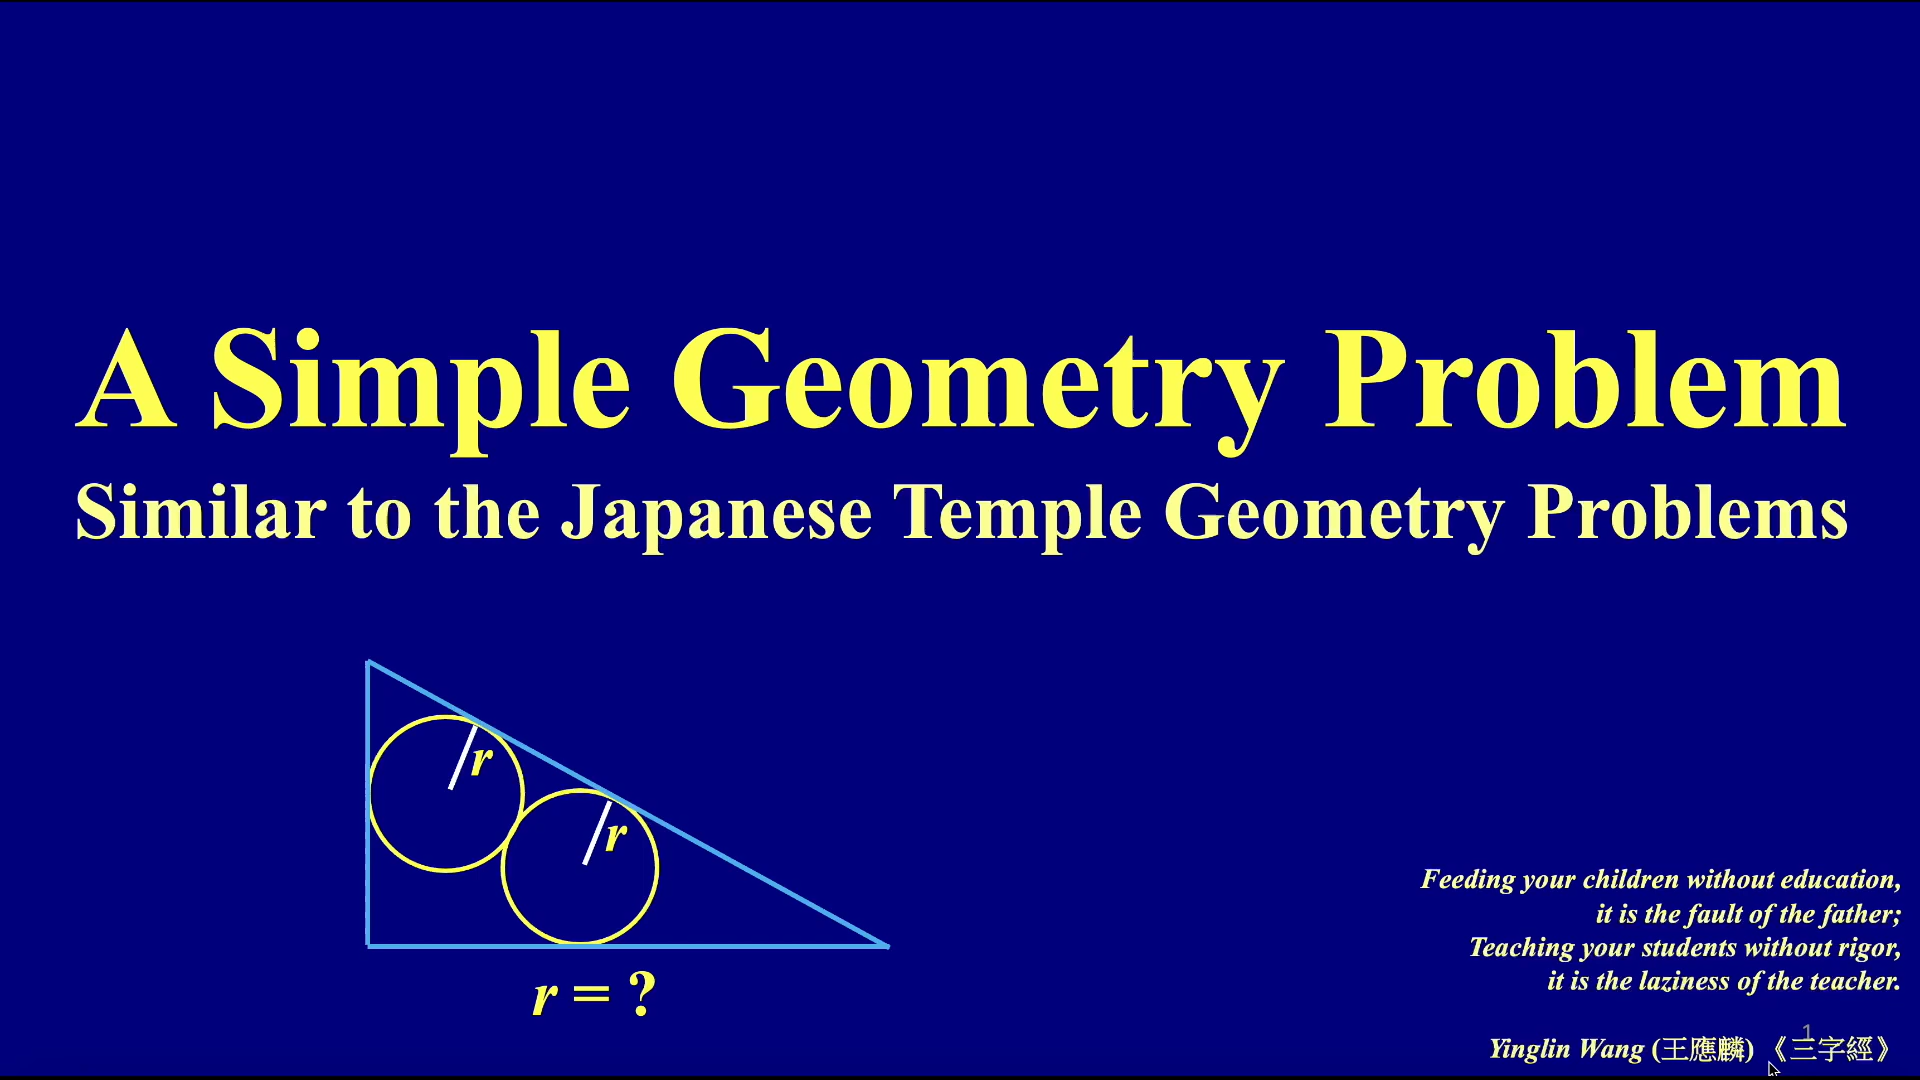 A Simple Geometry Problem
Similar to the Japanese Temple Geometry Problems
r
r
r = ?
Feeding your children without education,
it is the fault of the father;
Teaching your students without rigor,
it is the laziness of the teacher.
1
Yinglin Wang (王應麟) 《三字經》